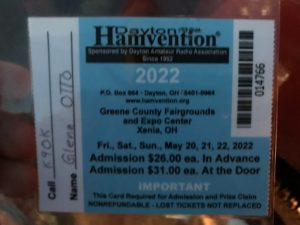 Dayton
Hamvention®
Sponsored by Dayton Amateur Radio Association
Since 1952
2022
P.O. Box 964 - Dayton, OH / 5401-0964
www.hamvention.org
Greene County Fairgrounds
and Expo Center
Xenia, OH
Fri., Sat., Sun., May 20, 21, 22, 2022
Admission $26.00 ea. In Advance
Admission $31.00 ea. At the Door
IMPORTANT
This Card Required for Admission and Prize Claim
NONREFUNDABLE - LOST TICKETS NOT REPLACED
Call K9OK
Name Glenn Otto
014766